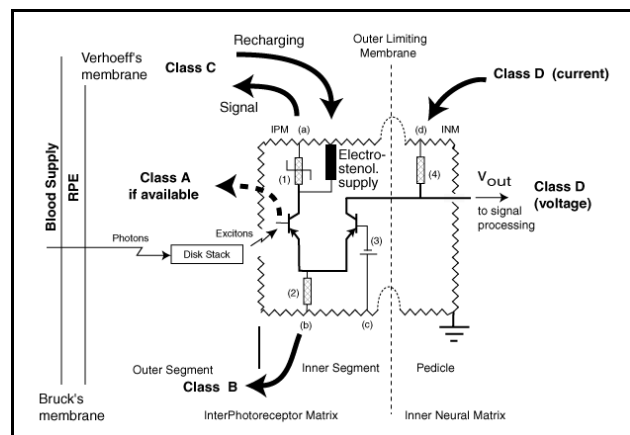 Recharging
Outer Limiting
Membrane
Verhoeff's
membrane
Class C
Class D (current)
Signal
IPM
(a)
(d)
INM
Blood Supply
RPE
Class A
if available
(1)
Electro-
stenol.
supply
(4)
Vout
Class D
(voltage)
to signal
processing
Photons
Excitons
Disk Stack
(3)
(2)
(b)
(c)
Outer Segment
Inner Segment
Pedicle
Class B
Bruck's
membrane
InterPhotoreceptor Matrix
Inner Neural Matrix